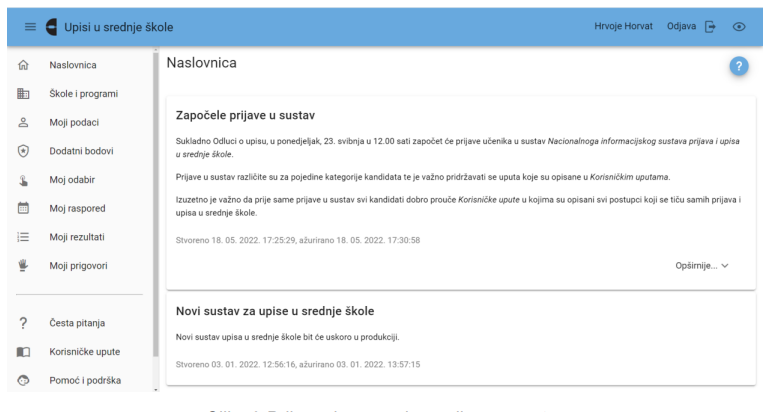 Upisi u srednje škole
Hrvoje Horvat
Odjava
Naslovnica
Škole i programi
Moji podaci
Dodatni bodovi
Moj odabir
Moj raspored
Moji rezultati
Moji prigovori
Česta pitanja
Korisničke upute
Pomoć i podrška
Naslovnica
?
Započele prijave u sustav
Sukladno Odluci o upisu, u ponedjeljak, 23. svibnja u 12.00 sati započet će prijave učenika u sustav Nacionalnoga informacijskog sustava prijava i upisa
u srednje škole.
Prijave u sustav različite su za pojedine kategorije kandidata te je važno pridržavati se uputa koje su opisane u Korisničkim uputama.
Izuzetno je važno da prije same prijave u sustav svi kandidati dobro prouče Korisničke upute u kojima su opisani svi postupci koji se tiču samih prijava i
upisa u srednje škole.
Stvoreno 18. 05. 2022. 17:25:29, ažurirano 18. 05. 2022. 17:30:58
Opširnije...
Novi sustav za upise u srednje škole
Novi sustav upisa u srednje škole bit će uskoro u produkciji.
Stvoreno 03. 01. 2022. 12:56:16, ažurirano 03. 01. 2022. 13:57:15